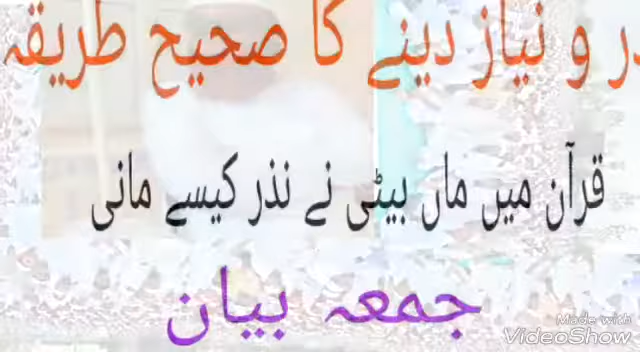 و نیاز دینے کا صحیح طریقہ
قرآن میں ماں بیٹی نے نذر کیسے مانی
جمعہ بیان
Made with
VideoShow